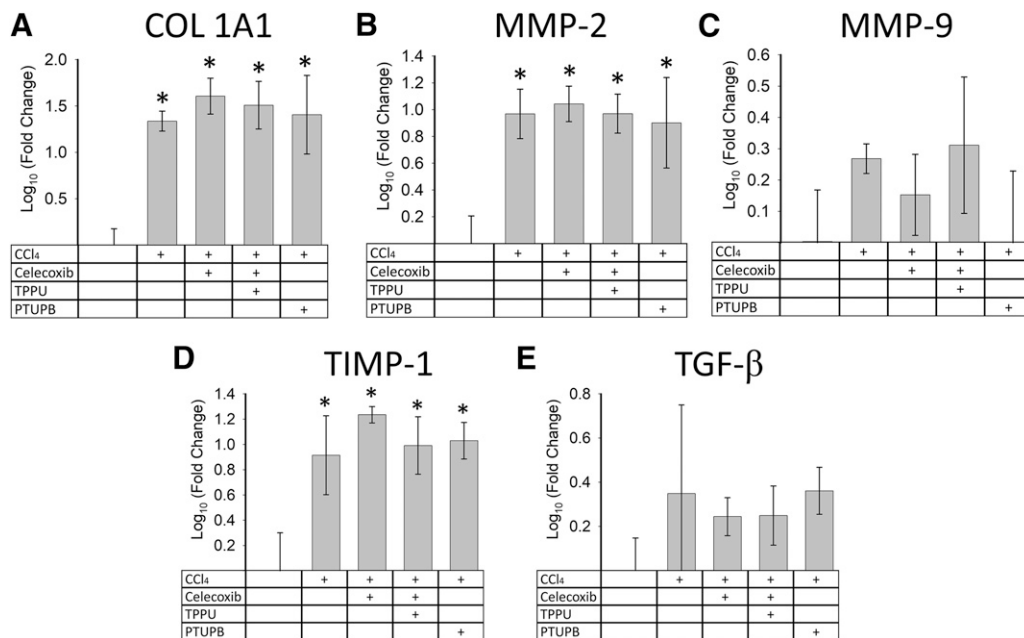 A COL 1A1
Log₁₀ (Fold Change)
2.0
1.5
1.0
0.5
* * * *
CCl₄ + + + +
Celecoxib + +
TPPU +
PTUPB +
B MMP-2
Log₁₀ (Fold Change)
1.4
1.2
1.0
0.8
0.6
0.4
0.2
* * * *
CCl₄ + + + +
Celecoxib + +
TPPU +
PTUPB +
C MMP-9
Log₁₀ (Fold Change)
0.6
0.5
0.4
0.3
0.2
0.1
CCl₄ + + + +
Celecoxib + +
TPPU +
PTUPB +
D TIMP-1
Log₁₀ (Fold Change)
1.4
1.2
1.0
0.8
0.6
0.4
0.2
* * * *
CCl₄ + + + +
Celecoxib + +
TPPU +
PTUPB +
E TGF-β
Log₁₀ (Fold Change)
0.8
0.6
0.4
0.2
CCl₄ + + + +
Celecoxib + +
TPPU +
PTUPB +